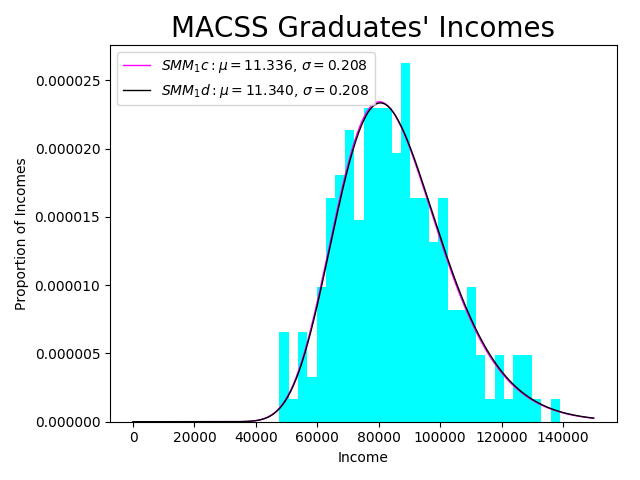 MACSS Graduates' Incomes
SMM₁c : μ = 11.336, σ = 0.208
SMM₁d : μ = 11.340, σ = 0.208
Proportion of Incomes
0.000025
0.000020
0.000015
0.000010
0.000005
0.000000
0 20000 40000 60000 80000 100000 120000 140000
Income